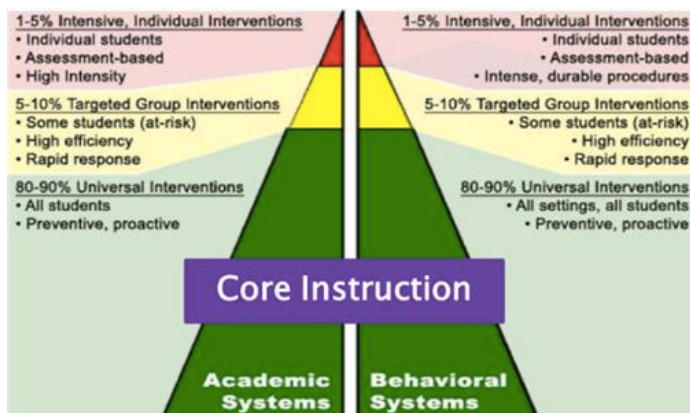 1-5% Intensive, Individual Interventions
• Individual students
• Assessment-based
• High Intensity
5-10% Targeted Group Interventions
• Some students (at-risk)
• High efficiency
• Rapid response
80-90% Universal Interventions
• All students
• Preventive, proactive
1-5% Intensive, Individual Interventions
• Individual students
• Assessment-based
• Intense, durable procedures
5-10% Targeted Group Interventions
• Some students (at-risk)
• High efficiency
• Rapid response
80-90% Universal Interventions
• All settings, all students
• Preventive, proactive
Core Instruction
Academic
Systems
Behavioral
Systems